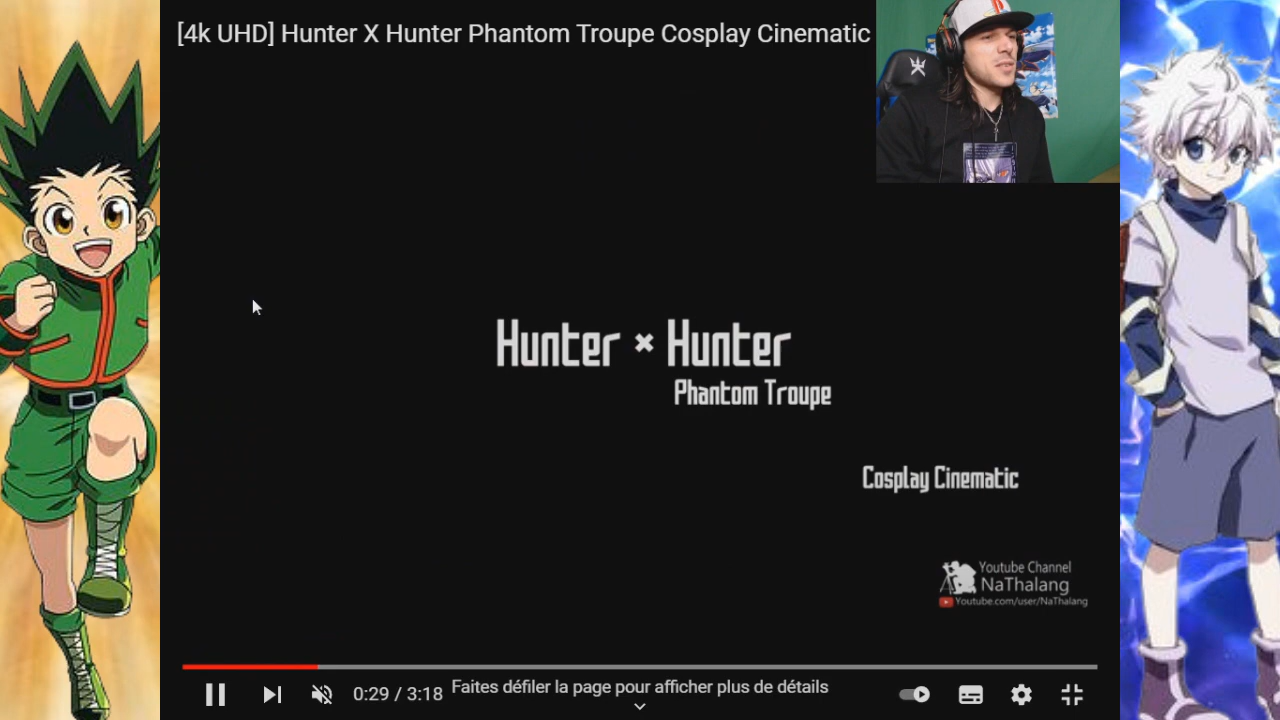 [4k UHD] Hunter X Hunter Phantom Troupe Cosplay Cinematic
Hunter × Hunter
Phantom Troupe
Cosplay Cinematic
Youtube Channel
NaThalang
Youtube.com/user/NaThalang
0:29 / 3:18
Faites défiler la page pour afficher plus de détails